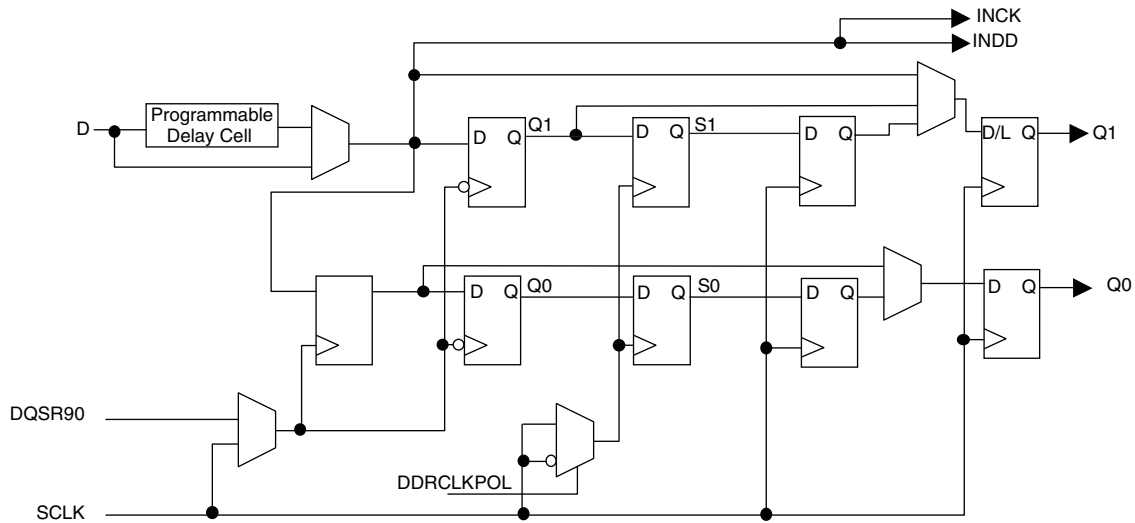 INCK
INDD
Programmable
Delay Cell
D
D Q
Q1
D Q
S1
D Q
D/L Q
Q1
D Q
Q0
D Q
S0
D Q
D Q
Q0
DQSR90
DDRCLKPOL
SCLK